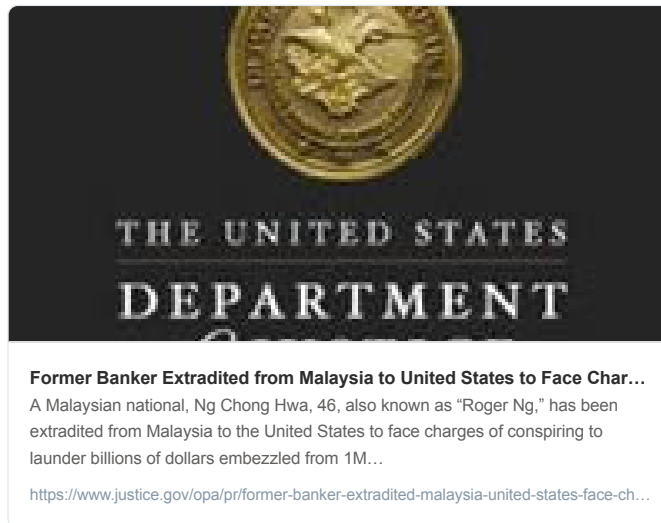 THE UNITED STATES
DEPARTMENT
Former Banker Extradited from Malaysia to United States to Face Char…
A Malaysian national, Ng Chong Hwa, 46, also known as “Roger Ng,” has been
extradited from Malaysia to the United States to face charges of conspiring to
launder billions of dollars embezzled from 1M…
https://www.justice.gov/opa/pr/former-banker-extradited-malaysia-united-states-face-ch…